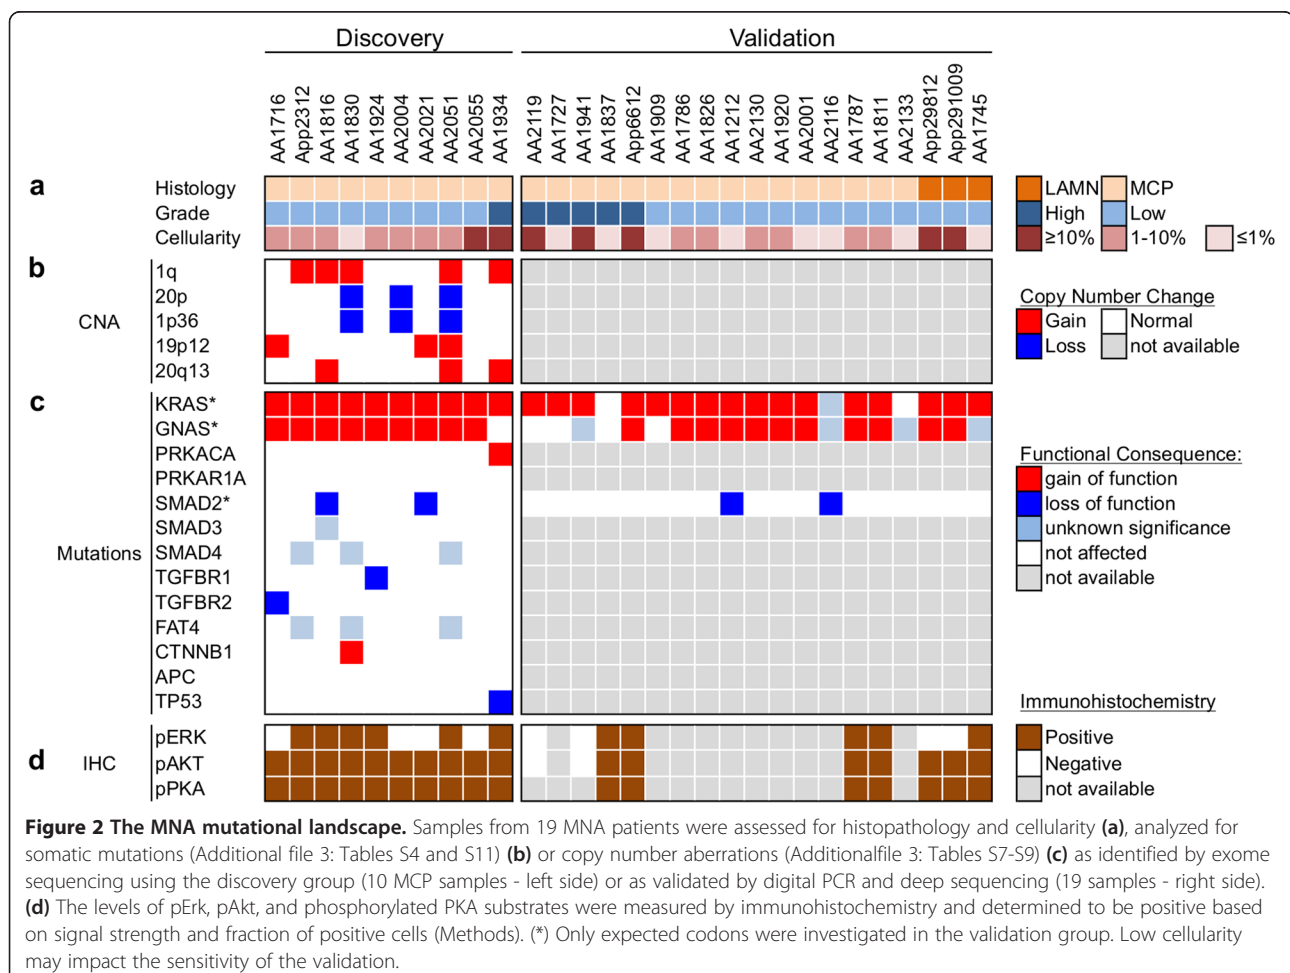 Discovery
Validation
AA1716
App2312
AA1816
AA1830
AA1924
AA2004
AA2021
AA2051
AA2055
AA1934
AA2119
AA1727
AA1941
AA1837
App6612
AA1909
AA1786
AA1826
AA1212
AA2130
AA1920
AA2001
AA2116
AA1787
AA1811
AA2133
App29812
App291009
AA1745
a
Histology
Grade
Cellularity
LAMN MCP
High Low
≥10% 1-10% ≤1%
b
CNA
1q
20p
1p36
19p12
20q13
Copy Number Change
Gain Normal
Loss not available
c
Mutations
KRAS*
GNAS*
PRKACA
PRKAR1A
SMAD2*
SMAD3
SMAD4
TGFBR1
TGFBR2
FAT4
CTNNB1
APC
TP53
Functional Consequence:
gain of function
loss of function
unknown significance
not affected
not available
d
IHC
pERK
pAKT
pPKA
Immunohistochemistry
Positive
Negative
not available
Figure 2 The MNA mutational landscape. Samples from 19 MNA patients were assessed for histopathology and cellularity (a), analyzed for
somatic mutations (Additional file 3: Tables S4 and S11) (b) or copy number aberrations (Additionalfile 3: Tables S7-S9) (c) as identified by exome
sequencing using the discovery group (10 MCP samples - left side) or as validated by digital PCR and deep sequencing (19 samples - right side).
(d) The levels of pErk, pAkt, and phosphorylated PKA substrates were measured by immunohistochemistry and determined to be positive based
on signal strength and fraction of positive cells (Methods). (*) Only expected codons were investigated in the validation group. Low cellularity
may impact the sensitivity of the validation.